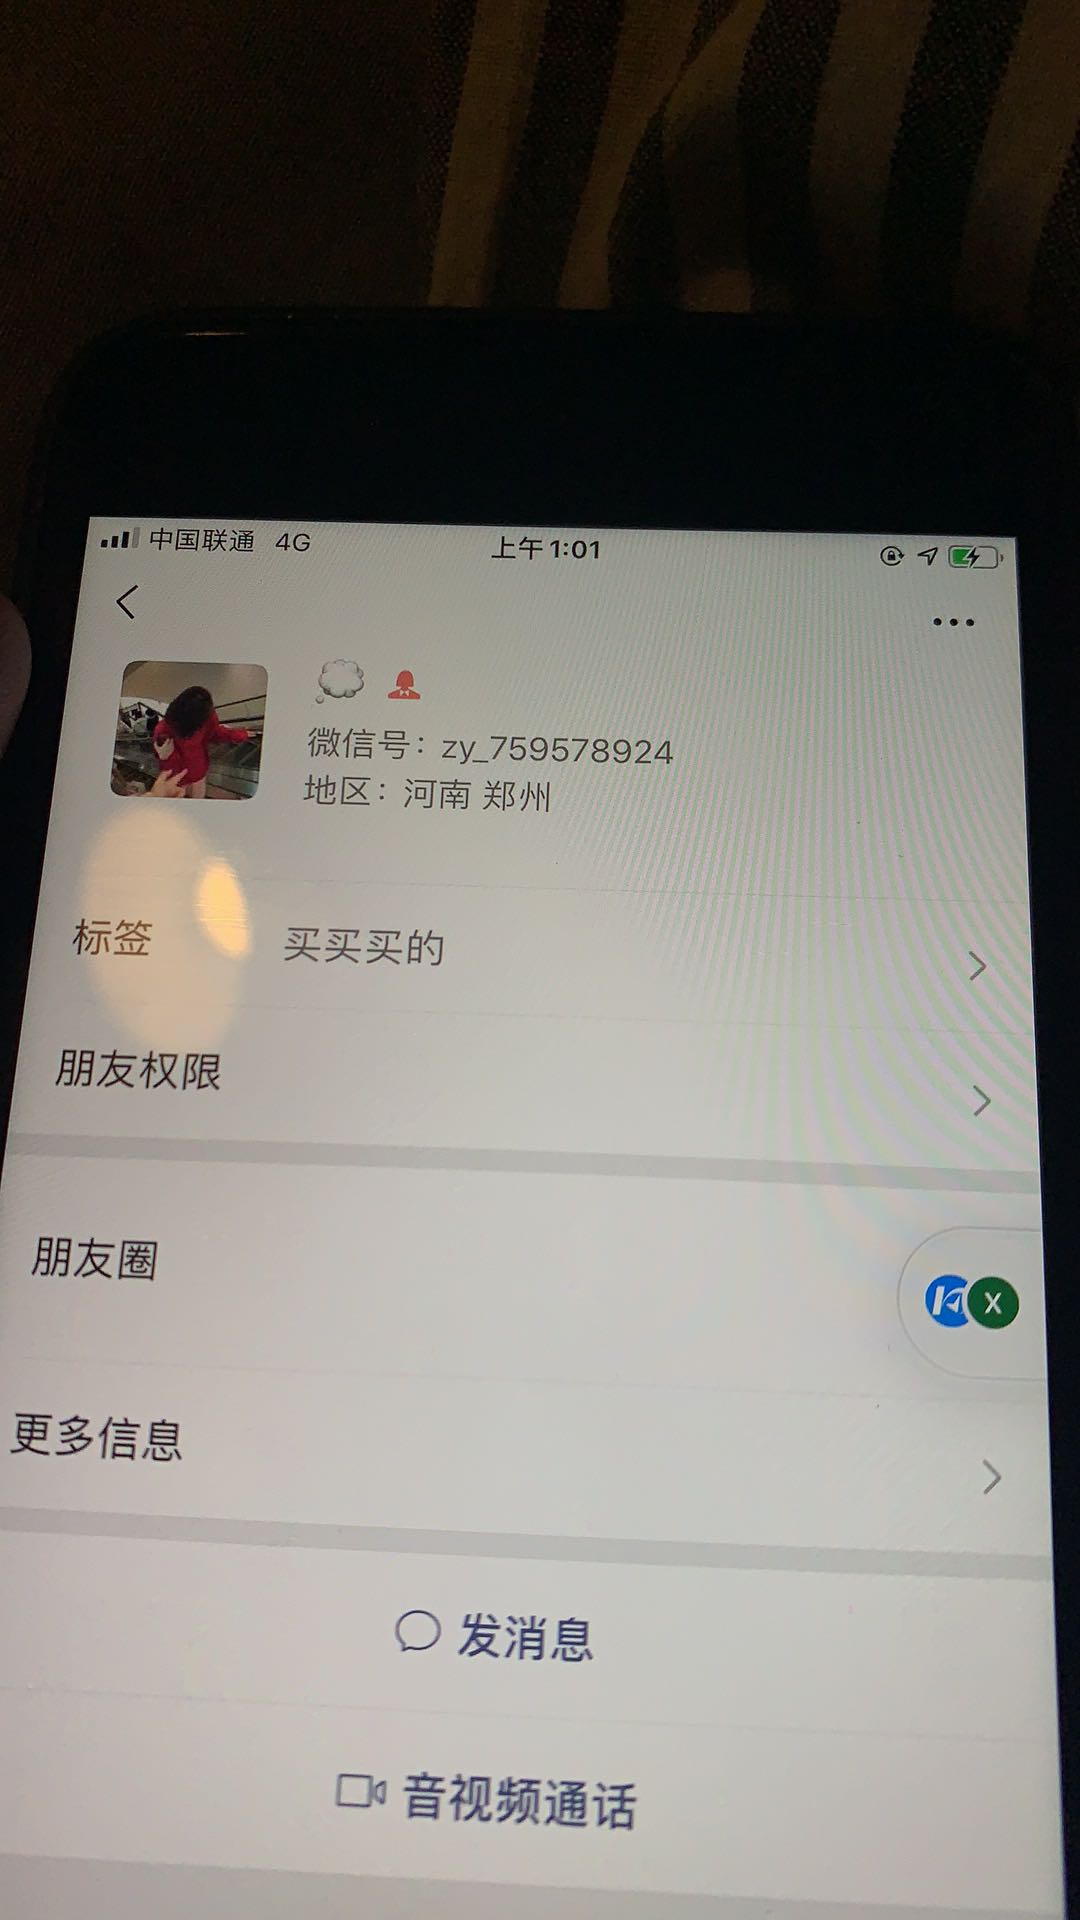 中国联通 4G 上午1:01
微信号：zy_759578924
地区：河南 郑州
标签 买买买的
朋友权限
朋友圈
X
更多信息
发消息
音视频通话